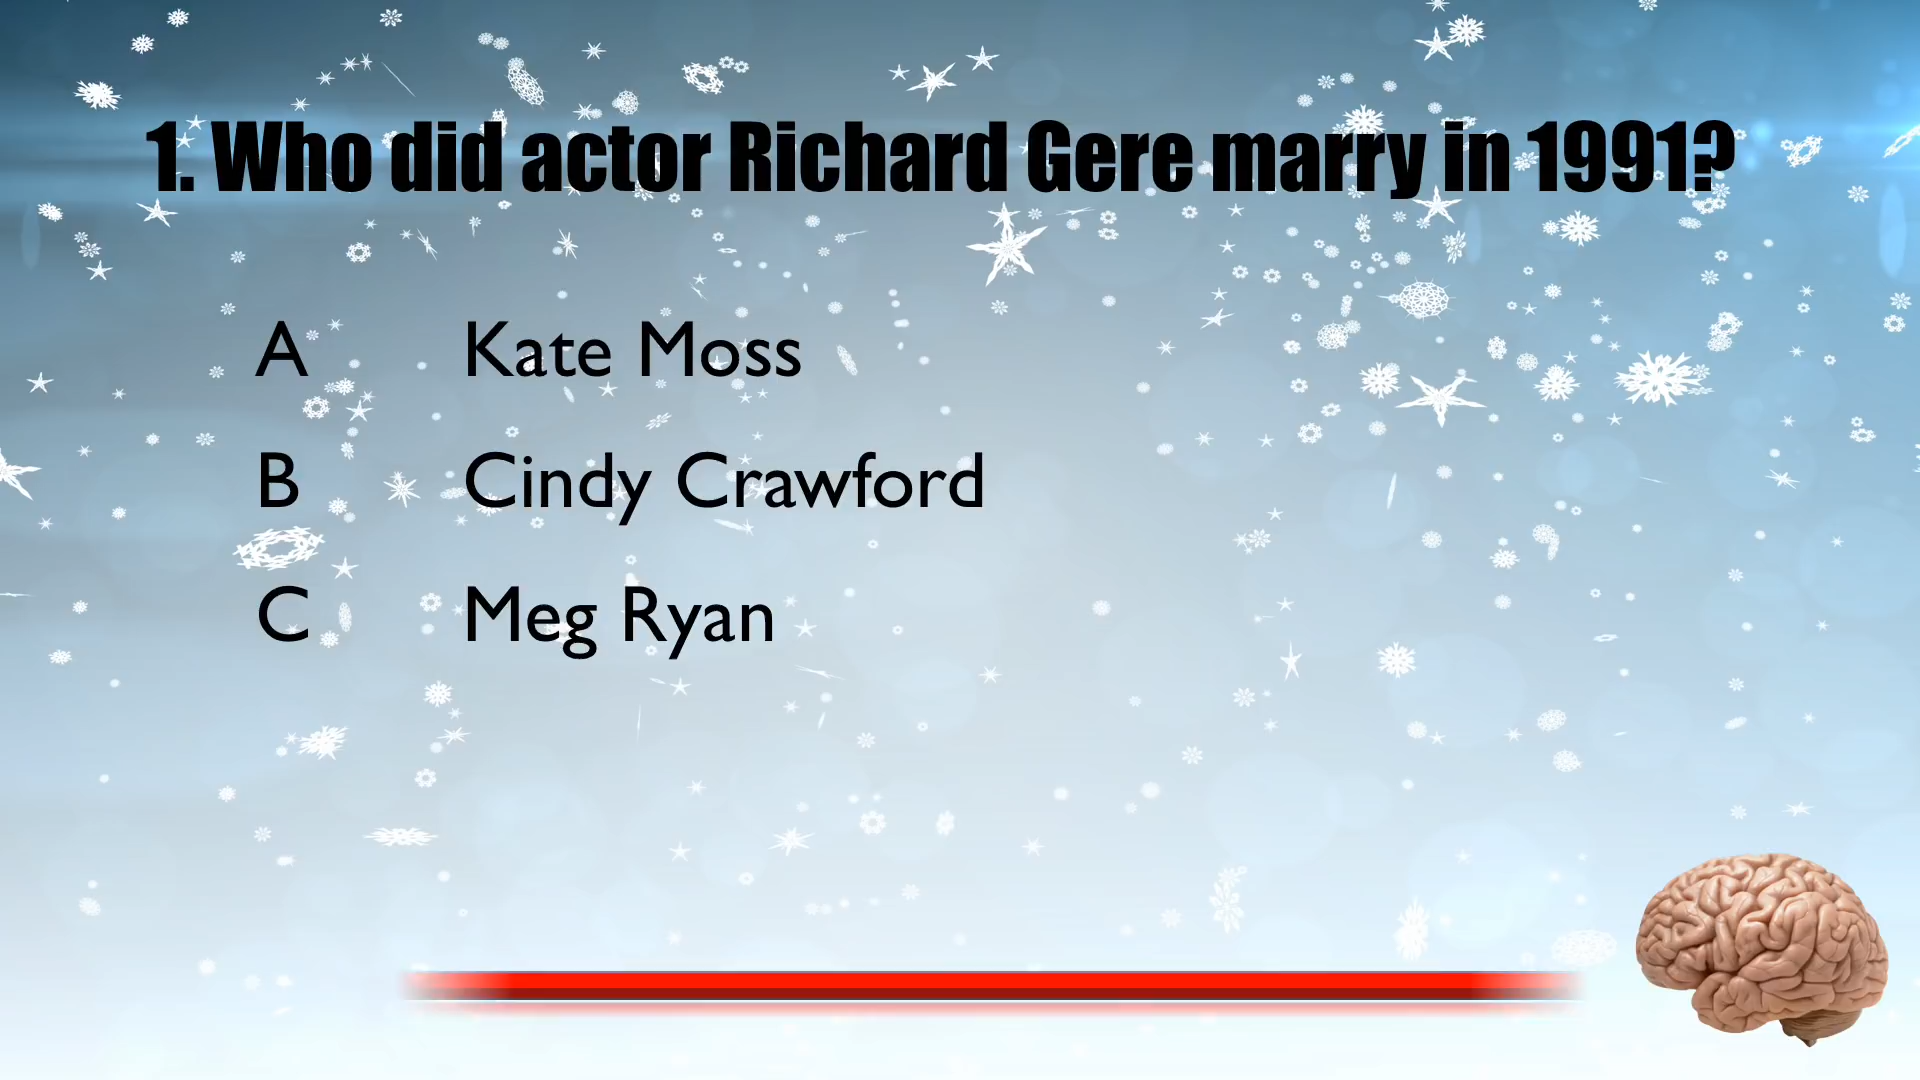 1. Who did actor Richard Gere marry in 1991?
A Kate Moss
B Cindy Crawford
C Meg Ryan